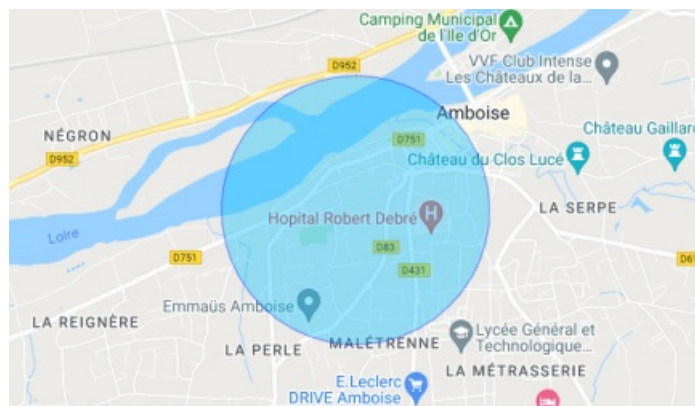 Camping Municipal
de l'Ile d'Or
VVF Club Intense
Les Châteaux de la...
D952
Amboise
NÉGRON
D751
Château Gaillard
D952
Château du Clos Lucé
LA SERPE
Hopital Robert Debré
Loire
D83
D751
D431
D61
Emmaüs Amboise
LA REIGNÈRE
LA PERLE
MALÉTRENNE
Lycée Général et
Technologique...
LA MÉTRASSERIE
E.Leclerc
DRIVE Amboise